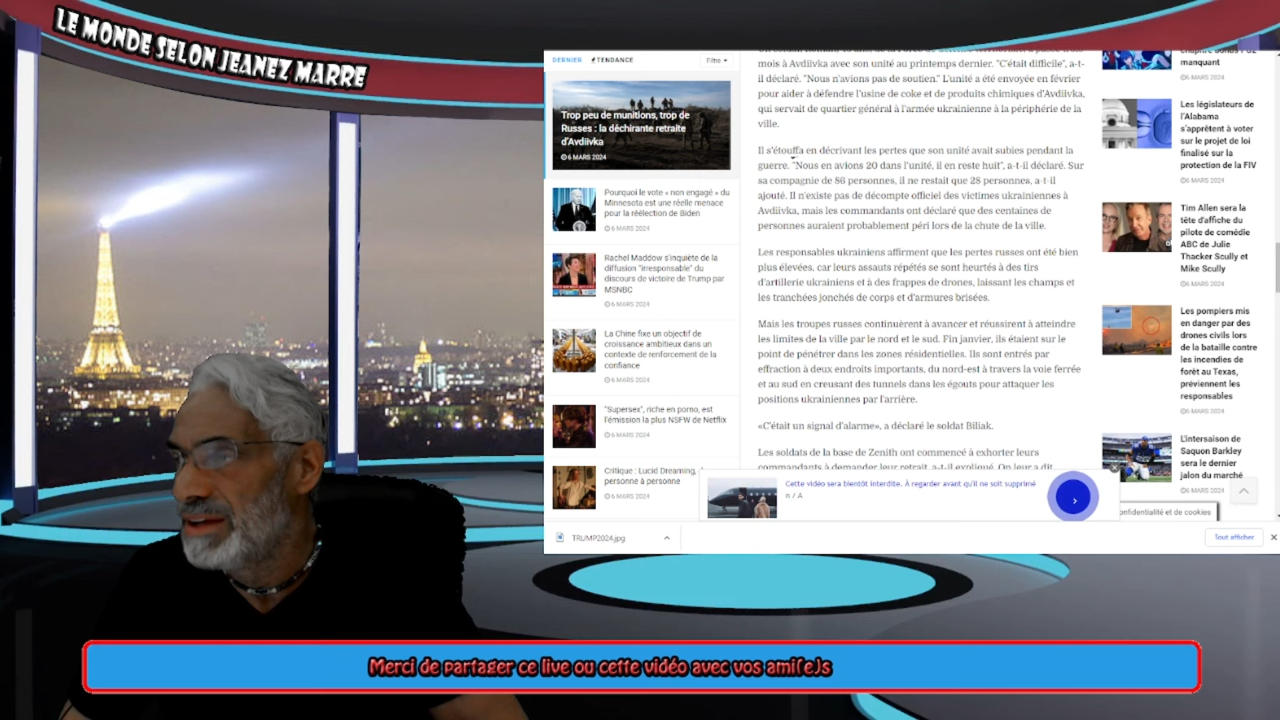 LE MONDE SELON JEANEZ MARRE
DERNIER
TENDANCE
Filtre
Trop peu de munitions, trop de
Russes : la déchirante retraite
d'Avdiivka
6 MARS 2024
Pourquoi le vote « non engagé » du
Minnesota est une réelle menace
pour la réélection de Biden
6 MARS 2024
Rachel Maddow s'inquiète de la
diffusion "irresponsable" du
discours de victoire de Trump par
MSNBC
6 MARS 2024
La Chine fixe un objectif de
croissance ambitieux dans un
contexte de renforcement de la
confiance
6 MARS 2024
"Supersex", riche en porno, est
l'émission la plus NSFW de Netflix
6 MARS 2024
Critique : Lucid Dreaming,
personne à personne
6 MARS 2024
mois à Avdiivka avec son unité au printemps dernier. "C'était difficile", a-t-
il déclaré. "Nous n'avions pas de soutien." L'unité a été envoyée en février
pour aider à défendre l'usine de coke et de produits chimiques d'Avdiivka,
qui servait de quartier général à l'armée ukrainienne à la périphérie de la
ville.
Il s'étouffa en décrivant les pertes que son unité avait subies pendant la
guerre. "Nous en avions 20 dans l'unité, il en reste huit", a-t-il déclaré. Sur
sa compagnie de 86 personnes, il ne restait que 28 personnes, a-t-il
ajouté. Il n'existe pas de décompte officiel des victimes ukrainiennes à
Avdiivka, mais les commandants ont déclaré que des centaines de
personnes auraient probablement péri lors de la chute de la ville.
Les responsables ukrainiens affirment que les pertes russes ont été bien
plus élevées, car leurs assauts répétés se sont heurtés à des tirs
d'artillerie ukrainiens et à des frappes de drones, laissant les champs et
les tranchées jonchés de corps et d'armures brisées.
Mais les troupes russes continuèrent à avancer et réussirent à atteindre
les limites de la ville par le nord et le sud. Fin janvier, ils étaient sur le
point de pénétrer dans les zones résidentielles. Ils sont entrés par
effraction à deux endroits importants, du nord-est à travers la voie ferrée
et au sud en creusant des tunnels dans les égouts pour attaquer les
positions ukrainiennes par l'arrière.
«C'était un signal d'alarme», a déclaré le soldat Biliak.
Les soldats de la base de Zenith ont commencé à exhorter leurs
commandants à demander leur retrait, a-t-il expliqué. On leur a dit
manquant
6 MARS 2024
Les législateurs de
l'Alabama
s'apprêtent à voter
sur le projet de loi
finalisé sur la
protection de la FIV
6 MARS 2024
Tim Allen sera la
tête d'affiche du
pilote de comédie
ABC de Julie
Thacker Scully et
Mike Scully
6 MARS 2024
Les pompiers mis
en danger par des
drones civils lors
de la bataille contre
les incendies de
forêt au Texas,
préviennent les
responsables
6 MARS 2024
L'intersaison de
Saquon Barkley
sera le dernier
jalon du marché
6 MARS 2024
Cette vidéo sera bientôt interdite. À regarder avant qu'il ne soit supprimé
n / A
onfidentialité et de cookies
TRUMP2024.jpg
Tout afficher
Merci de partager ce live ou cette vidéo avec vos ami(e)s